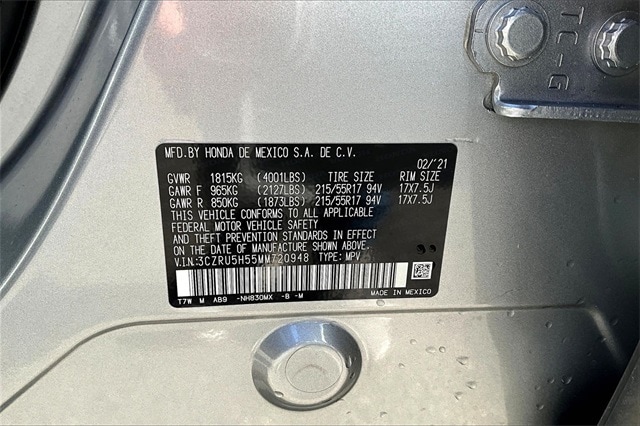 TC-G
MFD.BY HONDA DE MEXICO S.A. DE C.V. 02/'21
GVWR 1815KG (4001LBS) TIRE SIZE RIM SIZE
GAWR F 965KG (2127LBS) 215/55R17 94V 17X7.5J
GAWR R 850KG (1873LBS) 215/55R17 94V 17X7.5J
THIS VEHICLE CONFORMS TO ALL APPLICABLE
FEDERAL MOTOR VEHICLE SAFETY
AND THEFT PREVENTION STANDARDS IN EFFECT
ON THE DATE OF MANUFACTURE SHOWN ABOVE.
V.I.N:3CZRU5H55MM720948 TYPE: MPV
T7W M AB9 -NH830MX -B -M MADE IN MEXICO